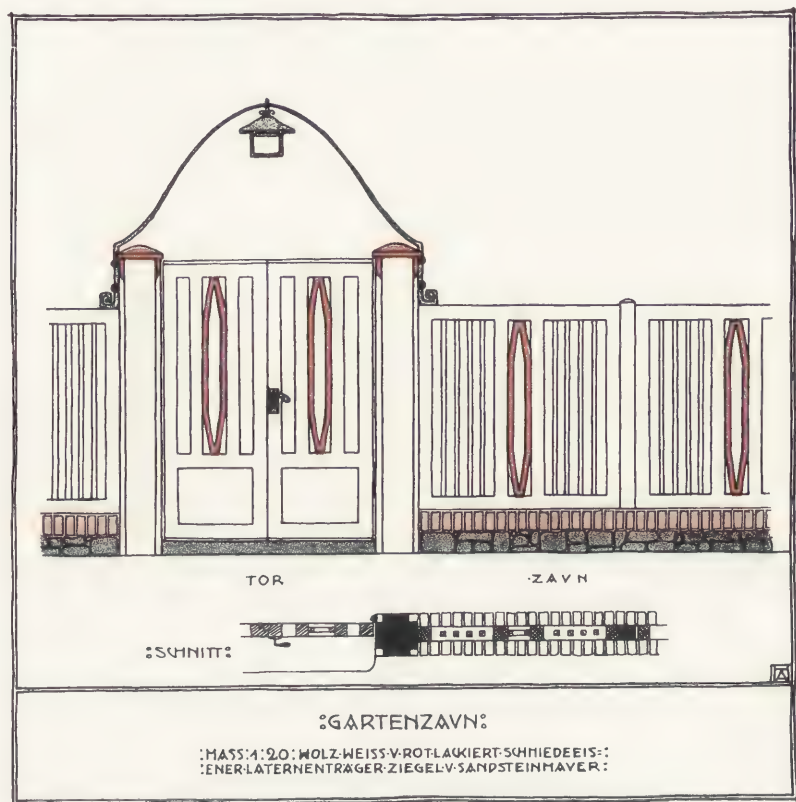 TOR
·ZAVN
:SCHNITT:
:GARTENZAVN:
:MASS:1:20:HOLZ·WEISS·V·ROT·LACKIERT·SCHMIEDEEIS=:
:ENER·LATERNENTRÄGER·ZIEGEL·V·SANDSTEINMAVER: